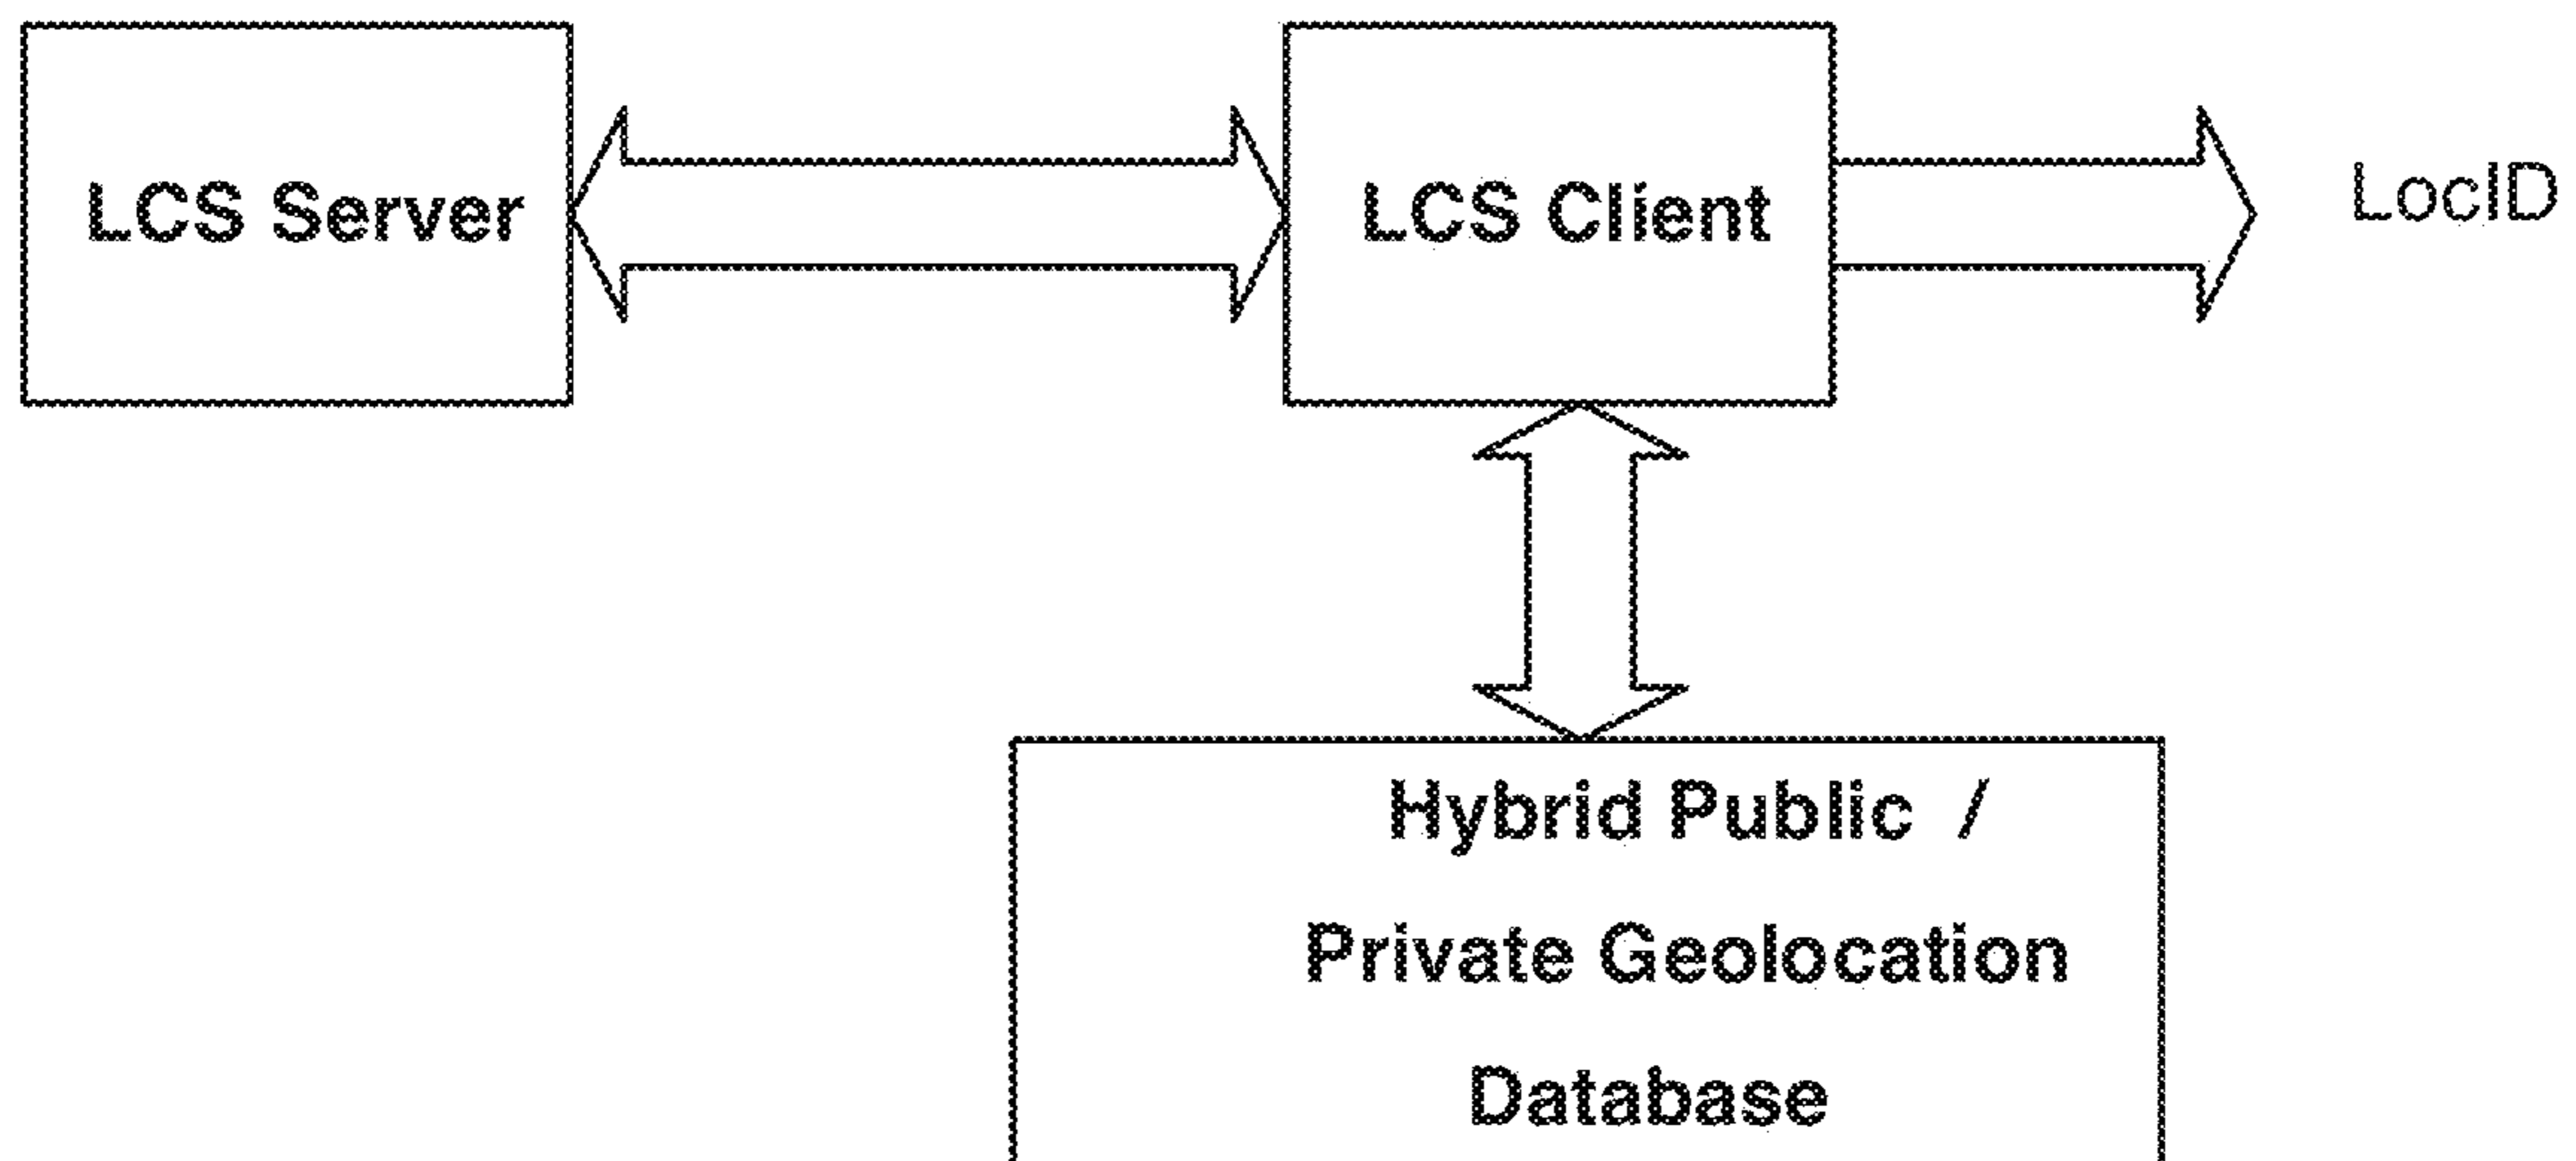 LCS Server
LCS Client
LocID
Hybrid Public /
Private Geolocation
Database